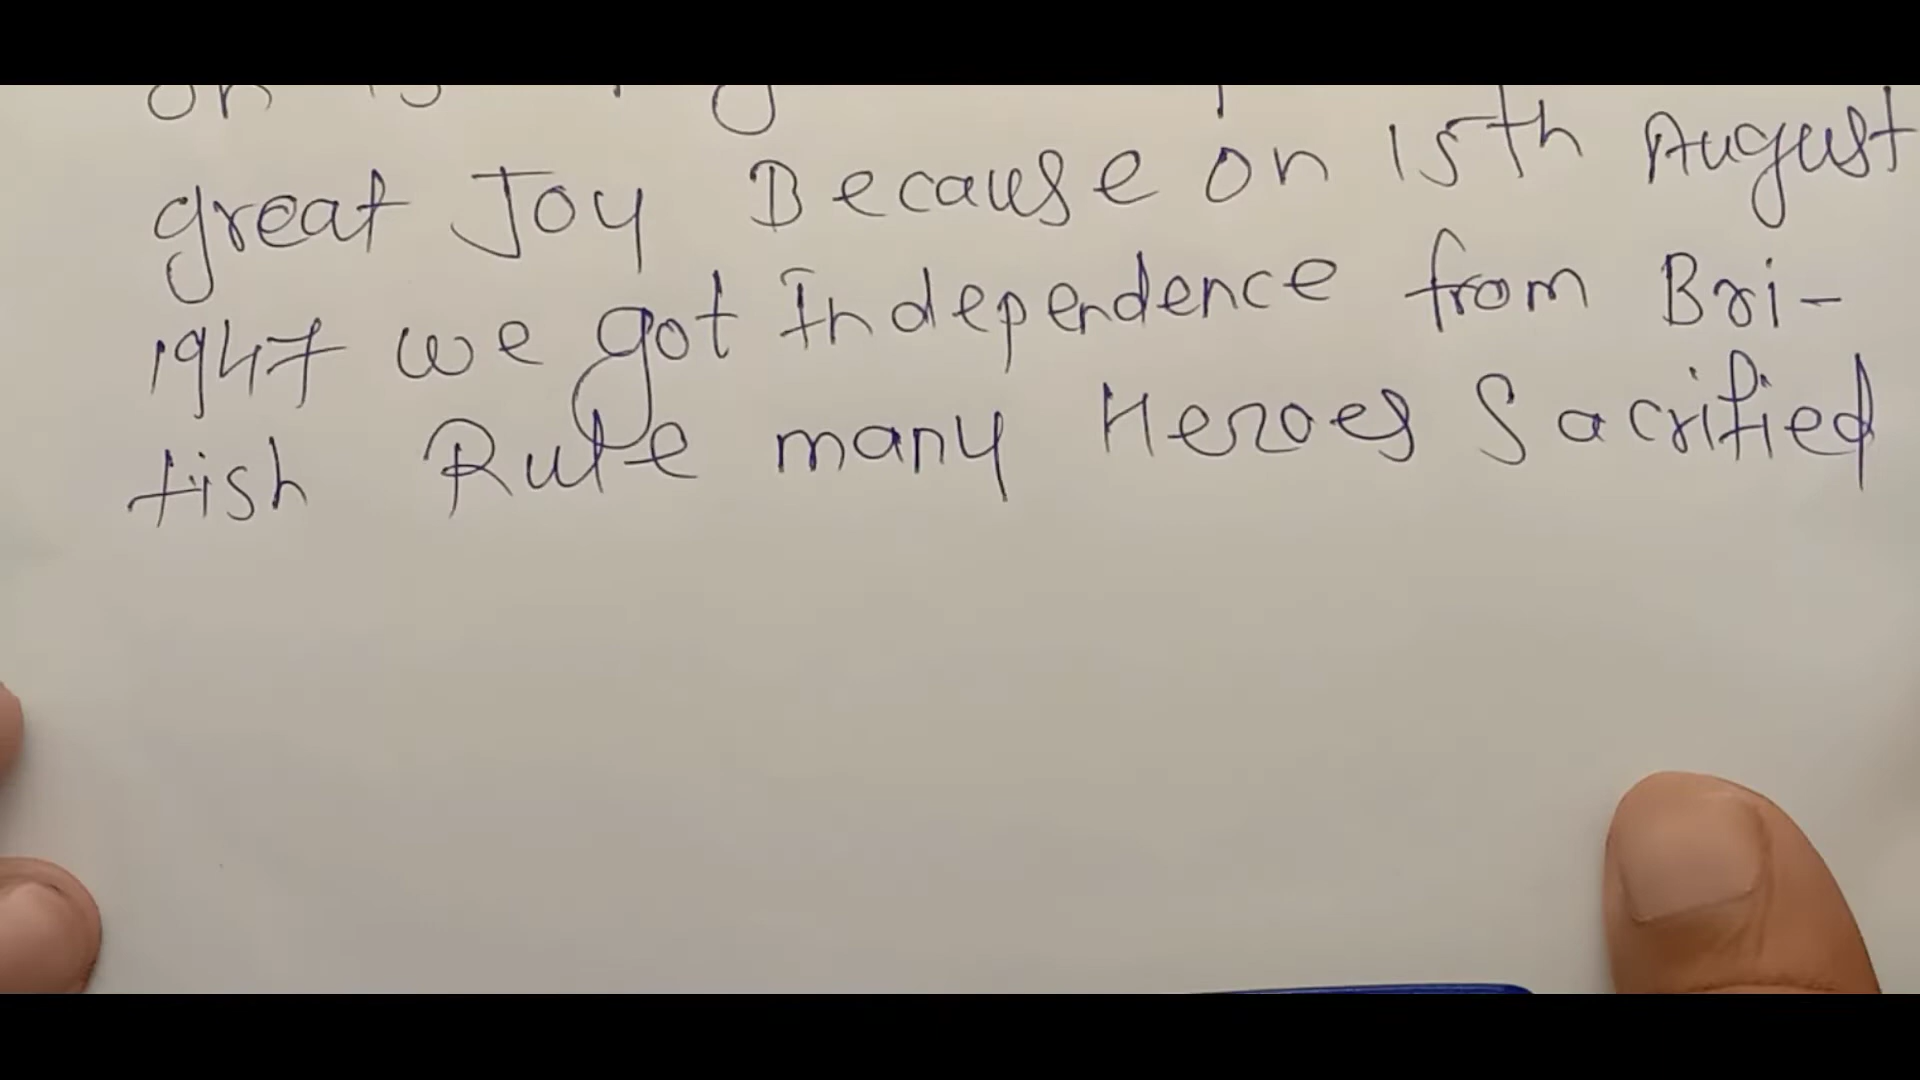 great Joy Because on 15th August
1947 we got Independence from Bri-
tish Rule many Heroes Sacrified